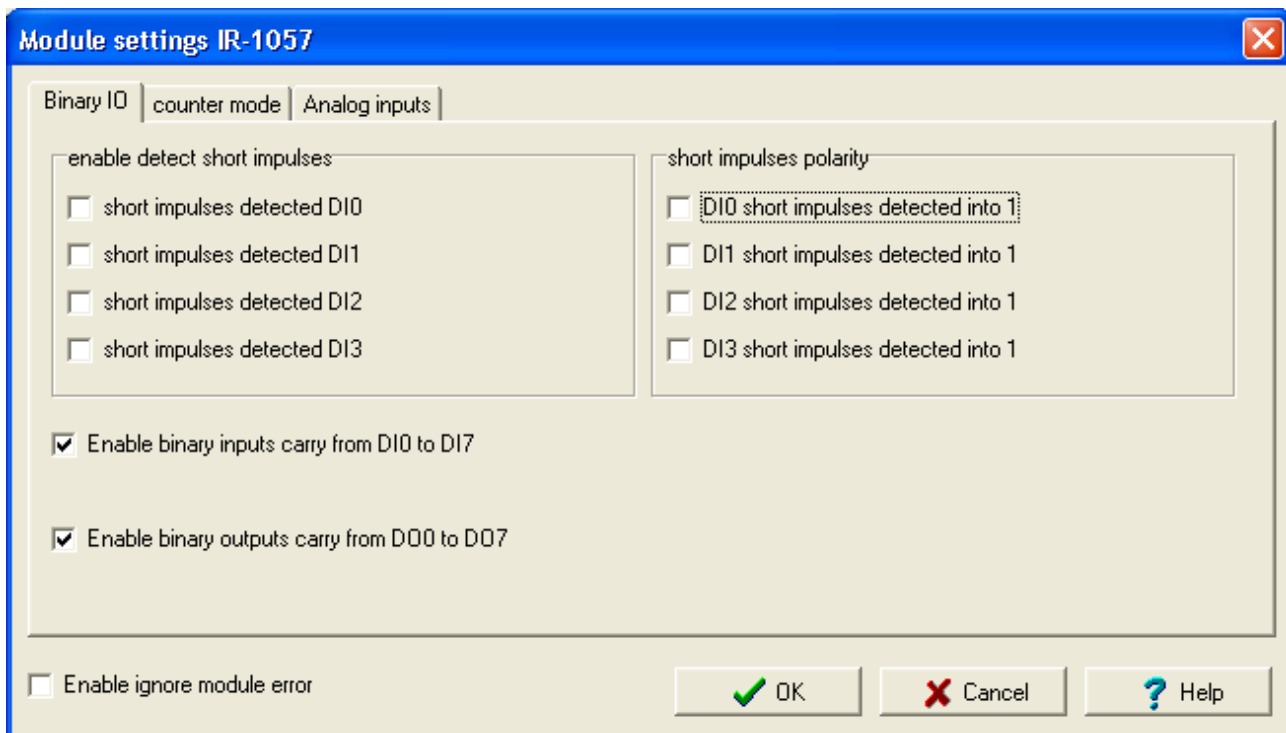 Module settings IR-1057
Binary IO
counter mode
Analog inputs
enable detect short impulses
short impulses detected DI0
short impulses detected DI1
short impulses detected DI2
short impulses detected DI3
short impulses polarity
DI0 short impulses detected into 1
DI1 short impulses detected into 1
DI2 short impulses detected into 1
DI3 short impulses detected into 1
Enable binary inputs carry from DI0 to DI7
Enable binary outputs carry from DO0 to DO7
Enable ignore module error
OK
Cancel
? Help